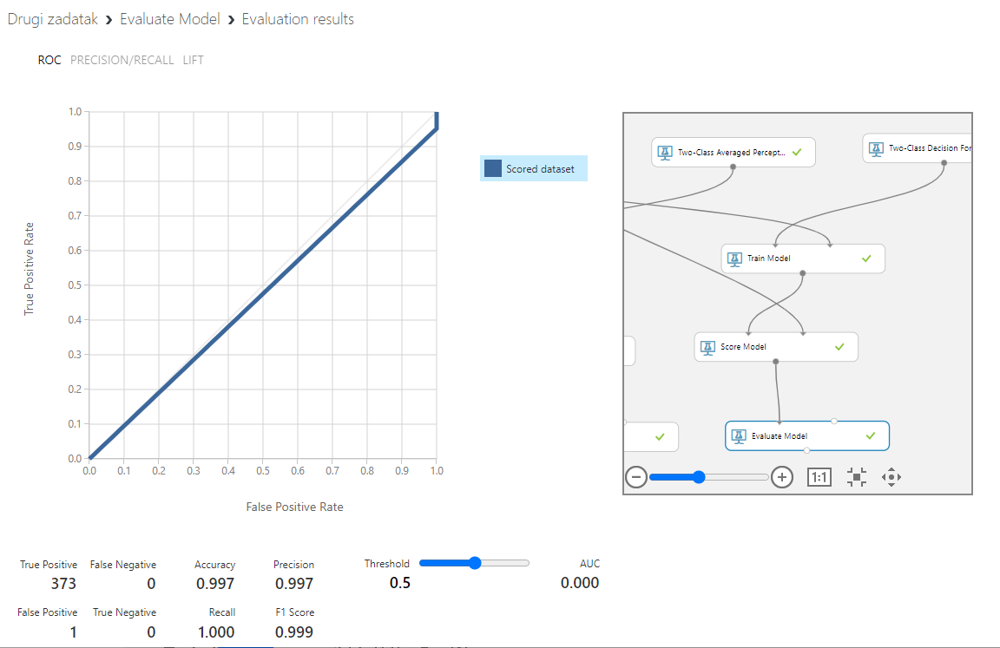 Drugi zadatak › Evaluate Model › Evaluation results
ROC PRECISION/RECALL LIFT
1.0
0.9
0.8
0.7
0.6
0.5
0.4
0.3
0.2
0.1
0.0
True Positive Rate
0.0 0.1 0.2 0.3 0.4 0.5 0.6 0.7 0.8 0.9 1.0
False Positive Rate
Scored dataset
Two-Class Averaged Percept...
Two-Class Decision For
Train Model
Score Model
Evaluate Model
1:1
True Positive False Negative Accuracy Precision Threshold AUC
373 0 0.997 0.997 0.5 0.000
False Positive True Negative Recall F1 Score
1 0 1.000 0.999